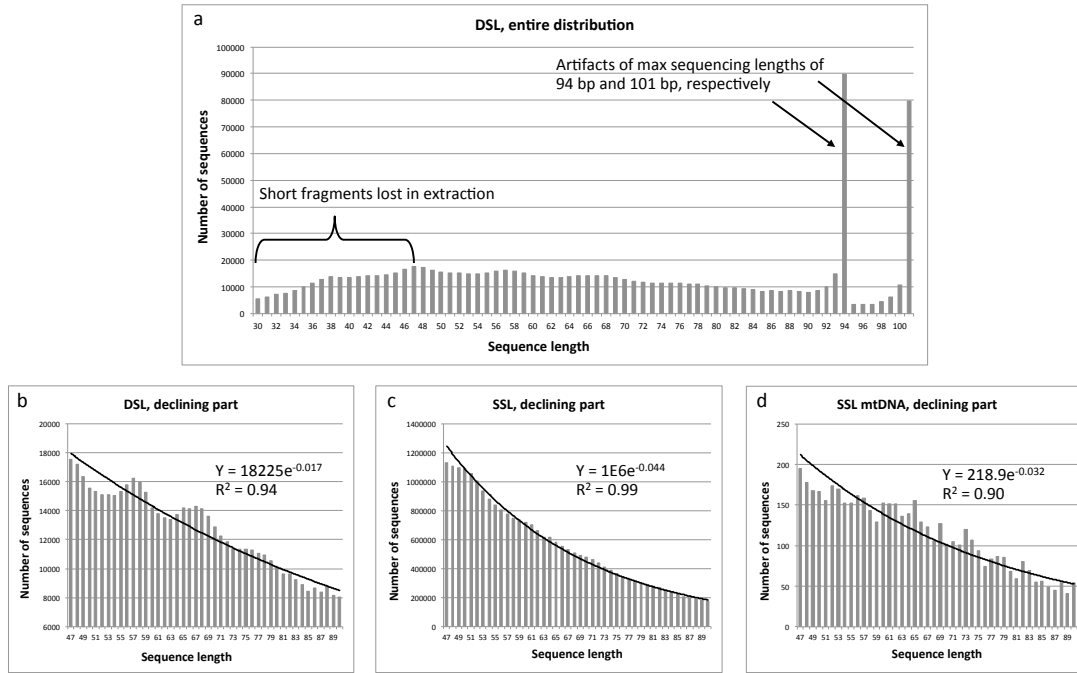 a
DSL, entire distribution
Artifacts of max sequencing lengths of
94 bp and 101 bp, respectively
Short fragments lost in extraction
Number of sequences
100000
90000
80000
70000
60000
50000
40000
30000
20000
10000
0
30 32 34 36 38 40 42 44 46 48 50 52 54 56 58 60 62 64 66 68 70 72 74 76 78 80 82 84 86 88 90 92 94 96 98 100
Sequence length
b
DSL, declining part
Y = 18225e^-0.017
R² = 0.94
Number of sequences
20000
18000
16000
14000
12000
10000
8000
6000
47 49 51 53 55 57 59 61 63 65 67 69 71 73 75 77 79 81 83 85 87 89
Sequence length
c
SSL, declining part
Y = 1E6e^-0.044
R² = 0.99
Number of sequences
1400000
1200000
1000000
800000
600000
400000
200000
0
47 49 51 53 55 57 59 61 63 65 67 69 71 73 75 77 79 81 83 85 87 89
Sequence length
d
SSL mtDNA, declining part
Y = 218.9e^-0.032
R² = 0.90
Number of sequences
250
200
150
100
50
0
47 49 51 53 55 57 59 61 63 65 67 69 71 73 75 77 79 81 83 85 87 89
Sequence length